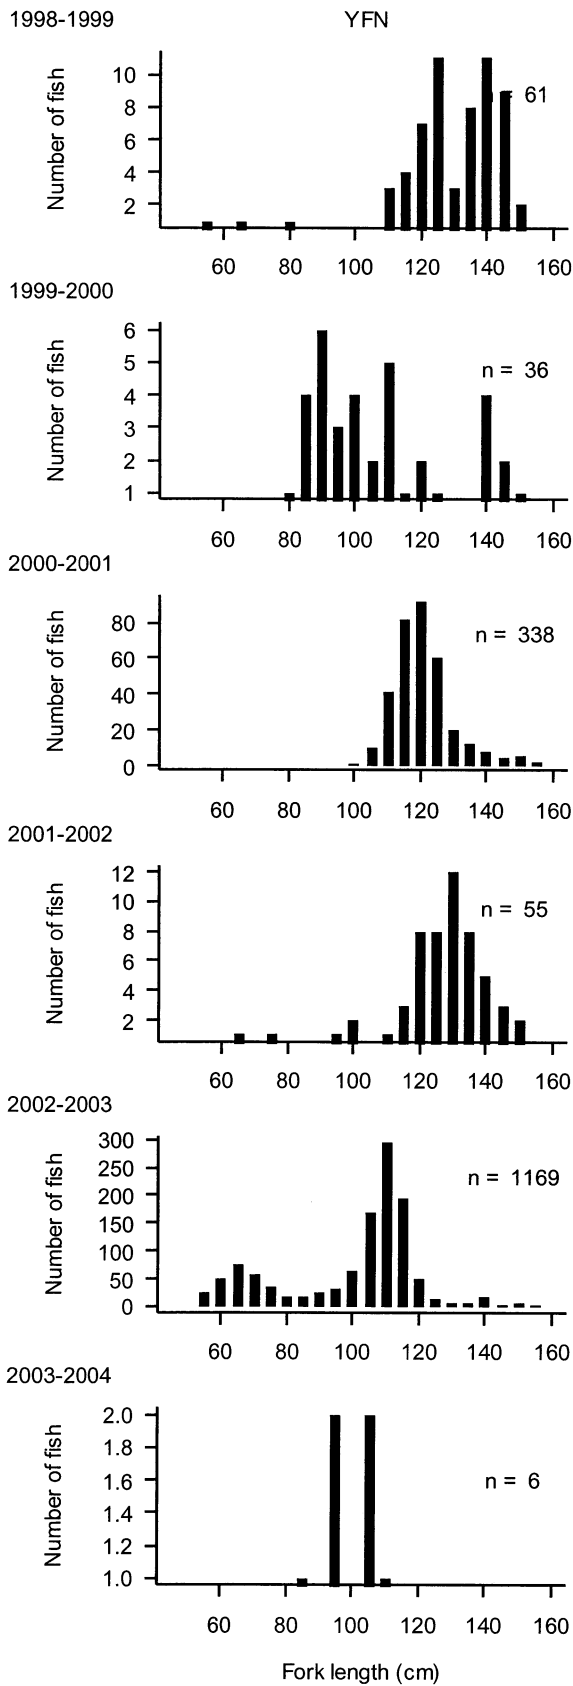 1998-1999 YFN
Number of fish
10
8
6
4
2
= 61
60 80 100 120 140 160
1999-2000
Number of fish
6
5
4
3
2
1
n = 36
60 80 100 120 140 160
2000-2001
Number of fish
80
60
40
20
0
n = 338
60 80 100 120 140 160
2001-2002
Number of fish
12
10
8
6
4
2
n = 55
60 80 100 120 140 160
2002-2003
Number of fish
300
250
200
150
100
50
0
n = 1169
60 80 100 120 140 160
2003-2004
Number of fish
2.0
1.8
1.6
1.4
1.2
1.0
n = 6
60 80 100 120 140 160
Fork length (cm)